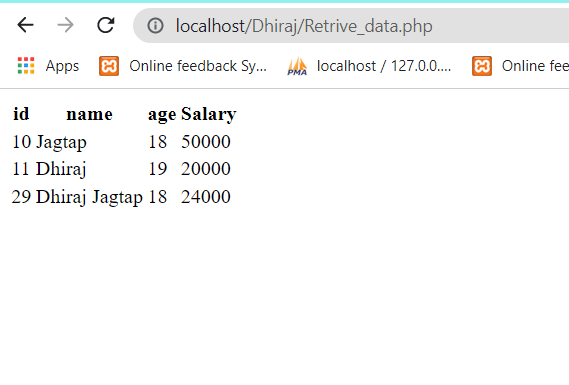 localhost/Dhiraj/Retrive_data.php
Apps Online feedback Sy... PMA localhost / 127.0.0.... Online fee
id name age Salary
10 Jagtap 18 50000
11 Dhiraj 19 20000
29 Dhiraj Jagtap 18 24000